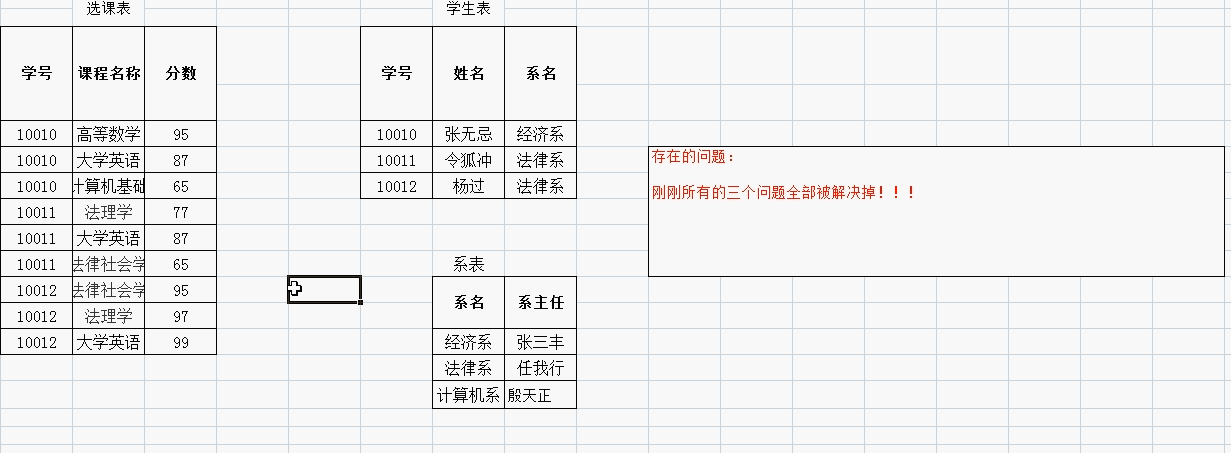 选课表
学号 课程名称 分数
10010 高等数学 95
10010 大学英语 87
10010 计算机基础 65
10011 法理学 77
10011 大学英语 87
10011 法律社会学 65
10012 法律社会学 95
10012 法理学 97
10012 大学英语 99
学生表
学号 姓名 系名
10010 张无忌 经济系
10011 令狐冲 法律系
10012 杨过 法律系
系表
系名 系主任
经济系 张三丰
法律系 任我行
计算机系 殷天正
存在的问题：
刚刚所有的三个问题全部被解决掉！！！